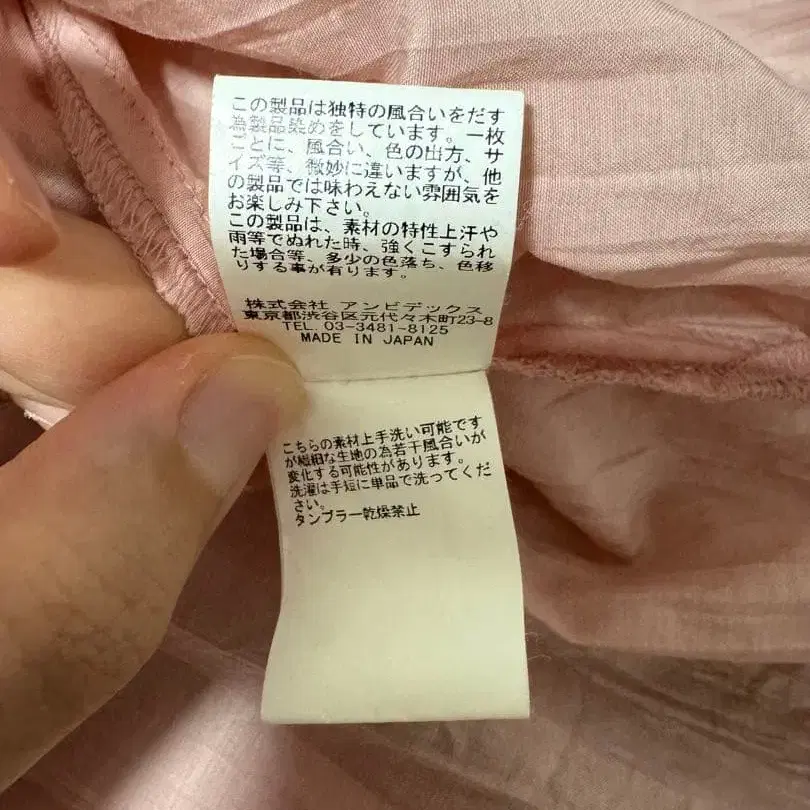 この製品は独特の風合いをだす
為製品染めをしています。一枚
ごとに、風合い、色の出方、サ
イズ等、微妙に違いますが、他
の製品では味わえない雰囲気を
お楽しみ下さい。
この製品は、素材の特性上汗や
雨等でぬれた時、強くこすられ
た場合等、多少の色落ち、色移
りする事が有ります。
株式会社 アンビデックス
東京都渋谷区元代々木町23-8
TEL. 03-3481-8125
MADE IN JAPAN
こちらの素材上手洗い可能です
が繊細な生地の為若干風合いが
変化する可能性があります。
洗濯は手短に単品で洗ってくだ
さい。
タンブラー乾燥禁止